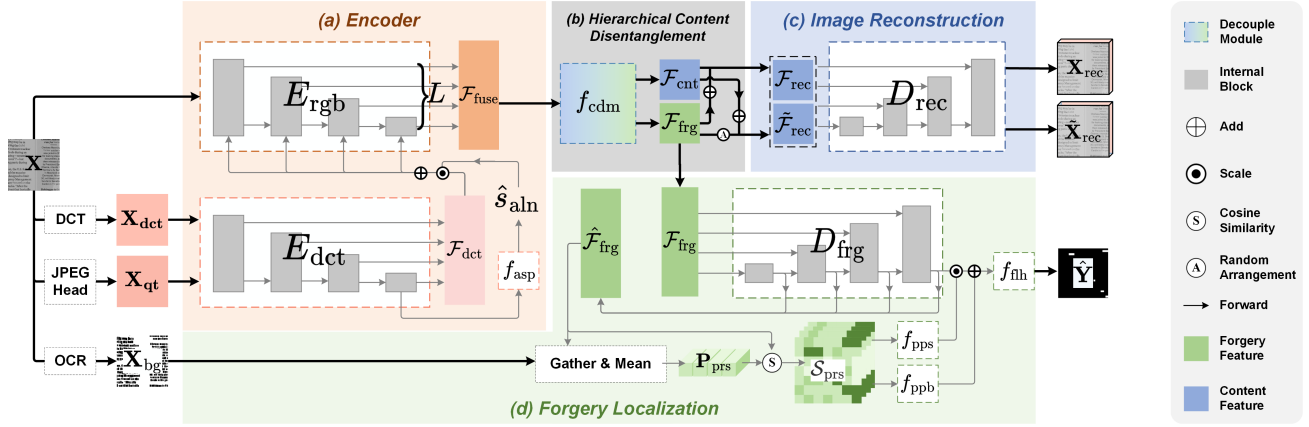 (a) Encoder
(b) Hierarchical Content
Disentanglement
(c) Image Reconstruction
X
E_rgb
L
F_fuse
f_cdm
F_cnt
F_frg
A
F_rec
F̃_rec
D_rec
X_rec
X̃_rec
DCT
X_dct
JPEG
Head
X_qt
E_dct
F_dct
ŝ_aln
f_asp
F̂_frg
F_frg
D_frg
f_flh
Ŷ
OCR
X_bg
Gather & Mean
P_prs
S
S_prs
f_pps
f_ppb
(d) Forgery Localization
Decouple
Module
Internal
Block
Add
Scale
S
Cosine
Similarity
A
Random
Arrangement
Forward
Forgery
Feature
Content
Feature